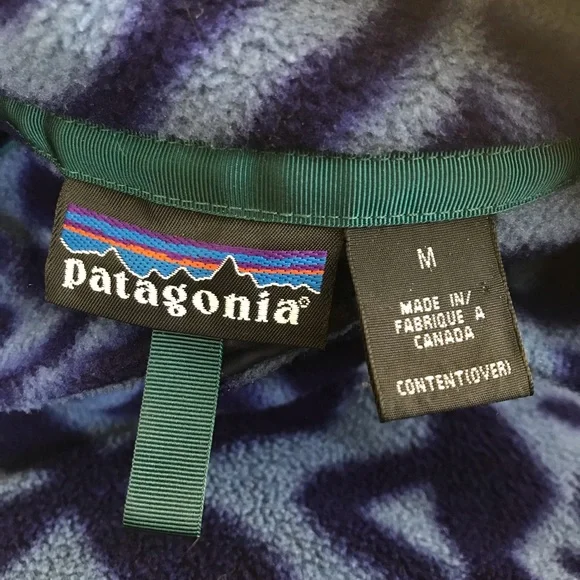 patagonia®
M
MADE IN/
FABRIQUE A
CANADA
CONTENT(OVER)